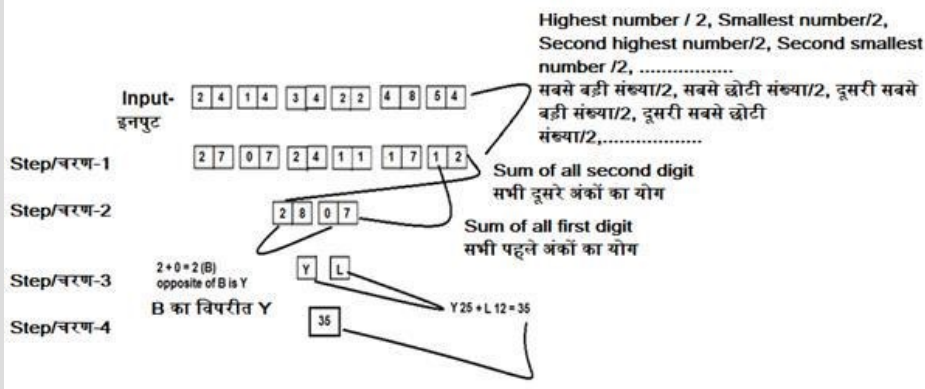 Highest number / 2, Smallest number/2,
Second highest number/2, Second smallest
number /2, .................
सबसे बड़ी संख्या/2, सबसे छोटी संख्या/2, दूसरी सबसे
बड़ी संख्या/2, दूसरी सबसे छोटी
संख्या/2,...................
Input- 2 4 1 4 3 4 2 2 4 8 5 4
इनपुट
Step/चरण-1 2 7 0 7 2 4 1 1 1 7 1 2
Sum of all second digit
सभी दूसरे अंकों का योग
Step/चरण-2 2 8 0 7
Sum of all first digit
सभी पहले अंकों का योग
Step/चरण-3 2 + 0 = 2 (B) Y L
opposite of B is Y
B का विपरीत Y
Y 25 + L 12 = 35
Step/चरण-4 35